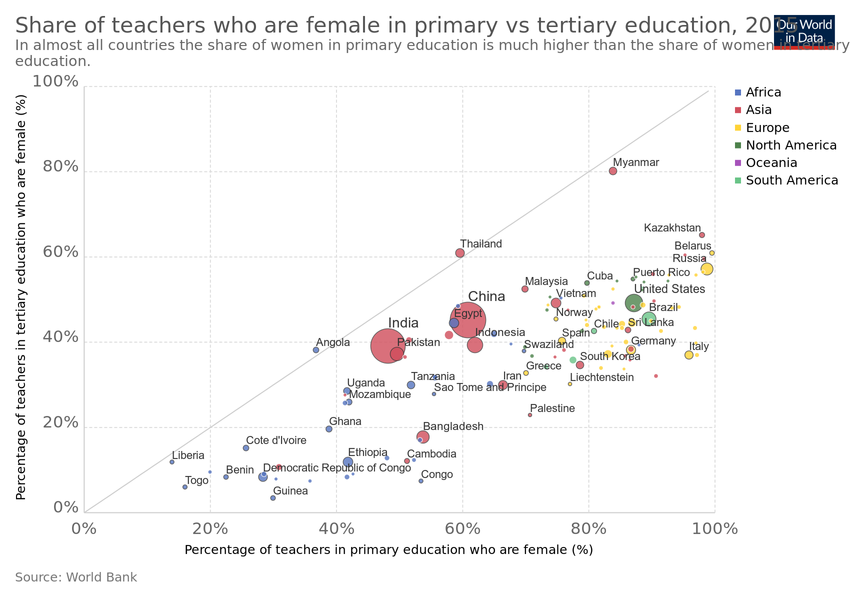 Share of teachers who are female in primary vs tertiary education, 2015
Our World
in Data
In almost all countries the share of women in primary education is much higher than the share of women in tertiary
education.
Percentage of teachers in tertiary education who are female (%)
100%
80%
60%
40%
20%
0%
0%
20%
40%
60%
80%
100%
Percentage of teachers in primary education who are female (%)
Africa
Asia
Europe
North America
Oceania
South America
Myanmar
Kazakhstan
Thailand
Belarus
Russia
Malaysia
Cuba
Puerto Rico
China
Vietnam
United States
Egypt
Norway
Brazil
India
Indonesia
Spain
Chile
Sri Lanka
Angola
Pakistan
Swaziland
Germany
Italy
Greece
South Korea
Uganda
Tanzania
Iran
Liechtenstein
Mozambique
Sao Tome and Principe
Palestine
Ghana
Bangladesh
Cote d'Ivoire
Liberia
Ethiopia
Cambodia
Togo
Benin
Democratic Republic of Congo
Congo
Guinea
Source: World Bank